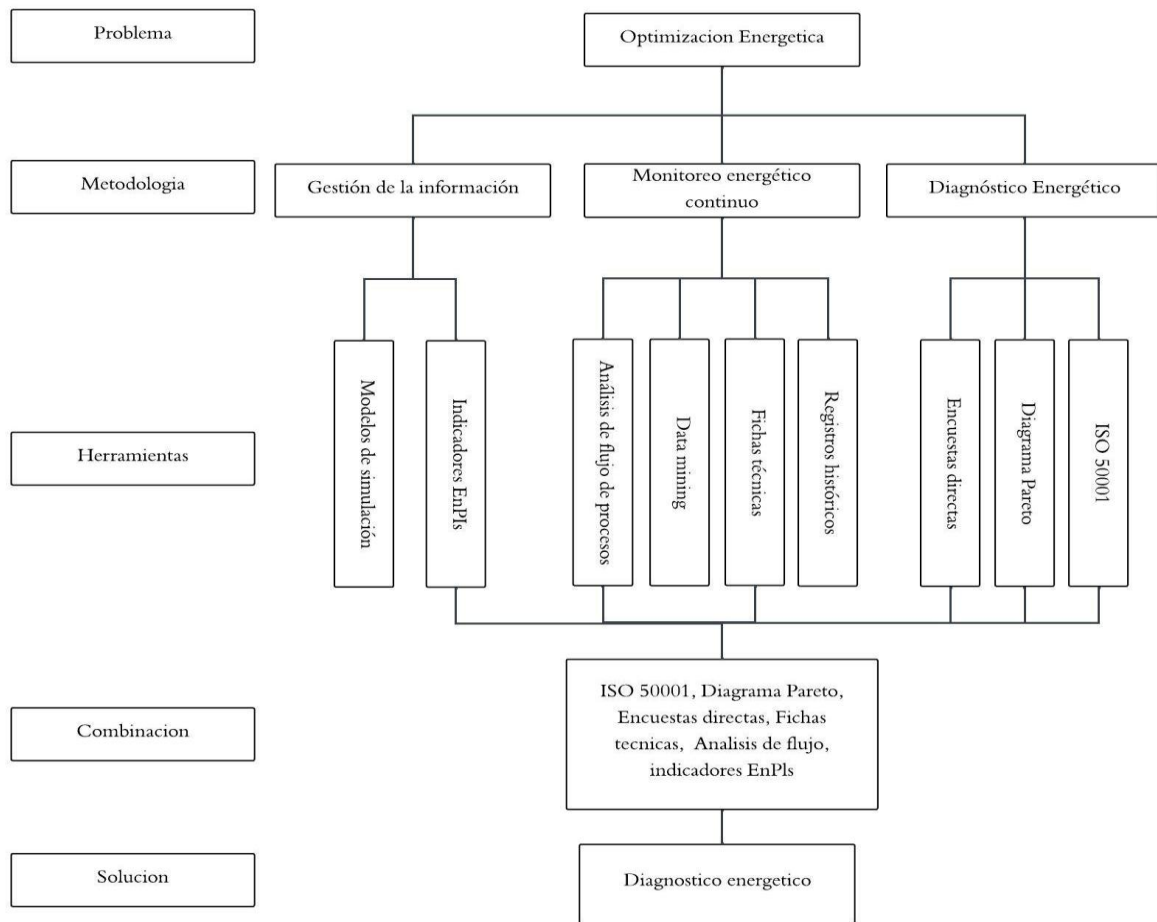 Problema
Optimizacion Energetica
Metodologia
Gestión de la información
Monitoreo energético
continuo
Diagnóstico Energético
Herramientas
Modelos de simulación
Indicadores EnPIs
Análisis de flujo de procesos
Data mining
Fichas técnicas
Registros históricos
Encuestas directas
Diagrama Pareto
ISO 50001
Combinacion
ISO 50001, Diagrama Pareto,
Encuestas directas, Fichas
tecnicas, Analisis de flujo,
indicadores EnPls
Solucion
Diagnostico energetico